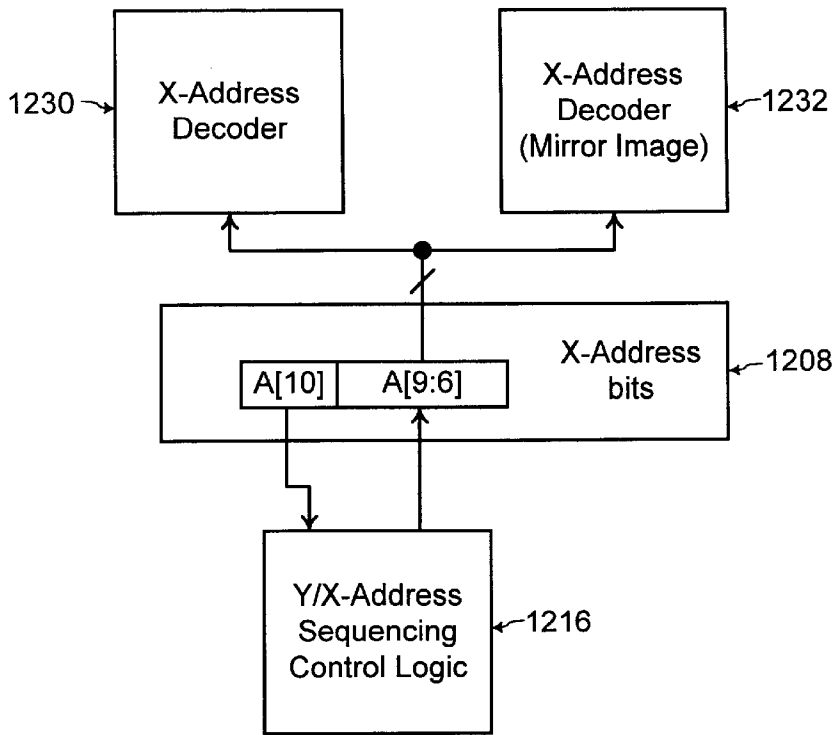 1230
X-Address
Decoder
X-Address
Decoder
(Mirror Image)
1232
A[10]
A[9:6]
X-Address
bits
1208
Y/X-Address
Sequencing
Control Logic
1216